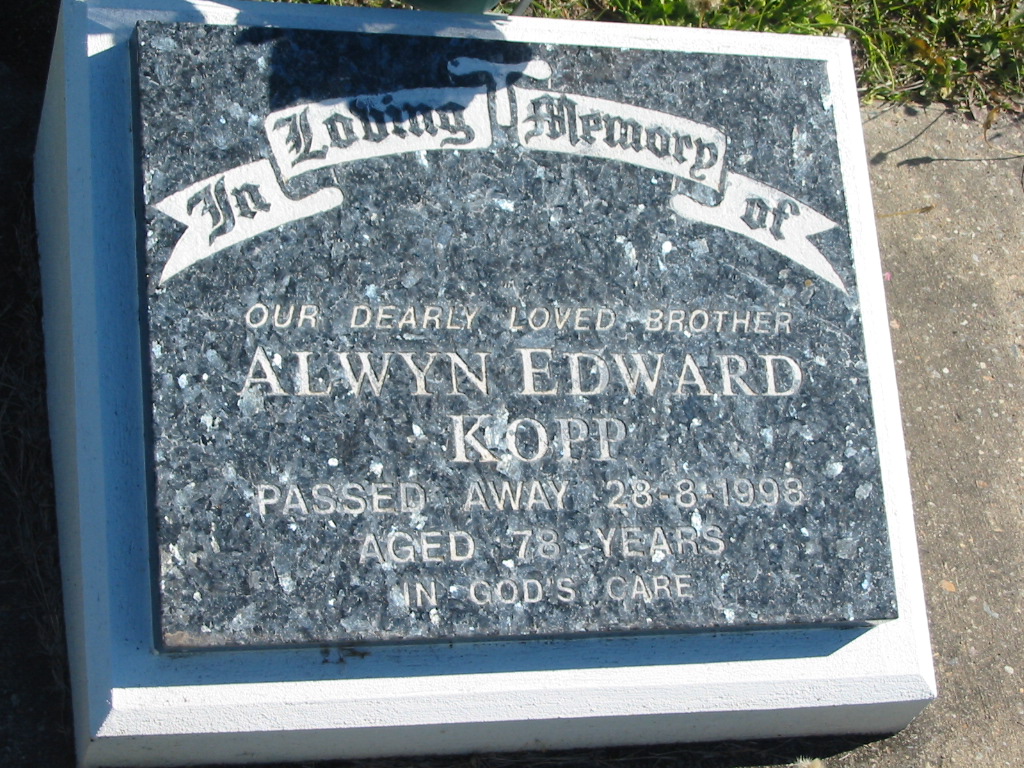 In Loving Memory of
OUR DEARLY LOVED BROTHER
ALWYN EDWARD
KOPP
PASSED AWAY 28-8-1998
AGED 78 YEARS
IN GOD'S CARE